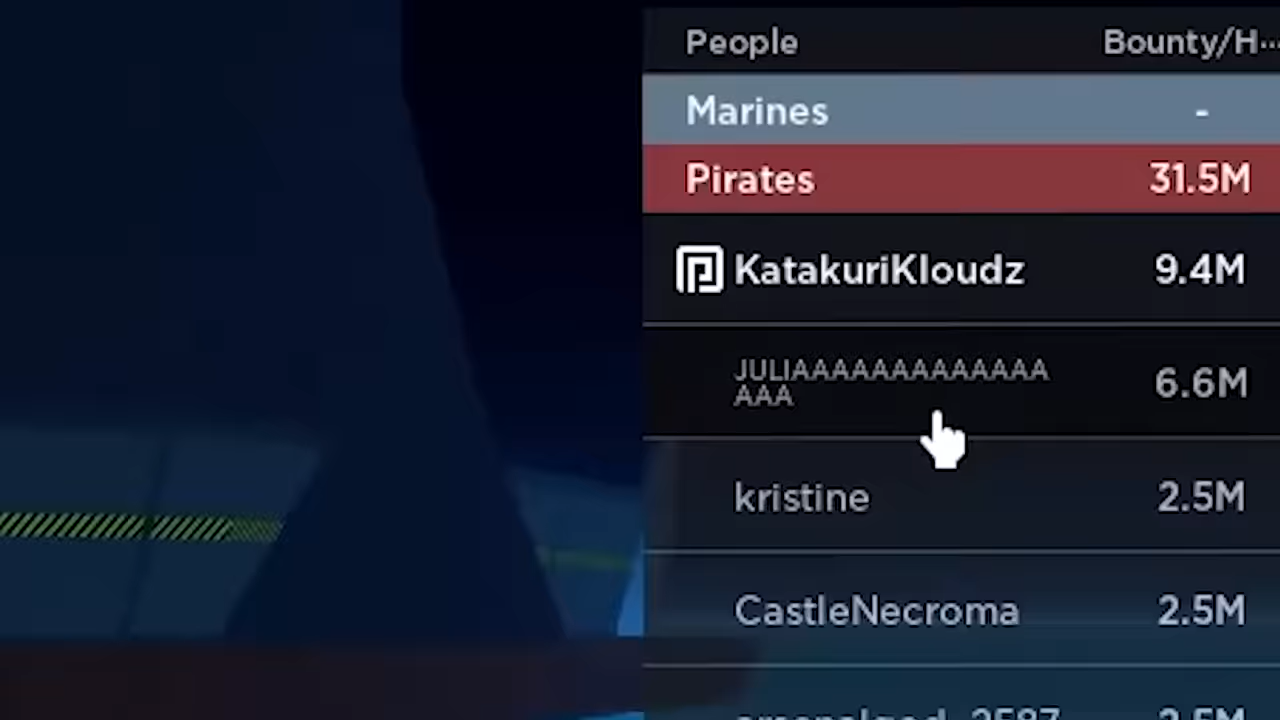 People Bounty/H...
Marines -
Pirates 31.5M
KatakuriKloudz 9.4M
JULIAAAAAAAAAAAAA
AAA 6.6M
kristine 2.5M
CastleNecroma 2.5M
2.5M